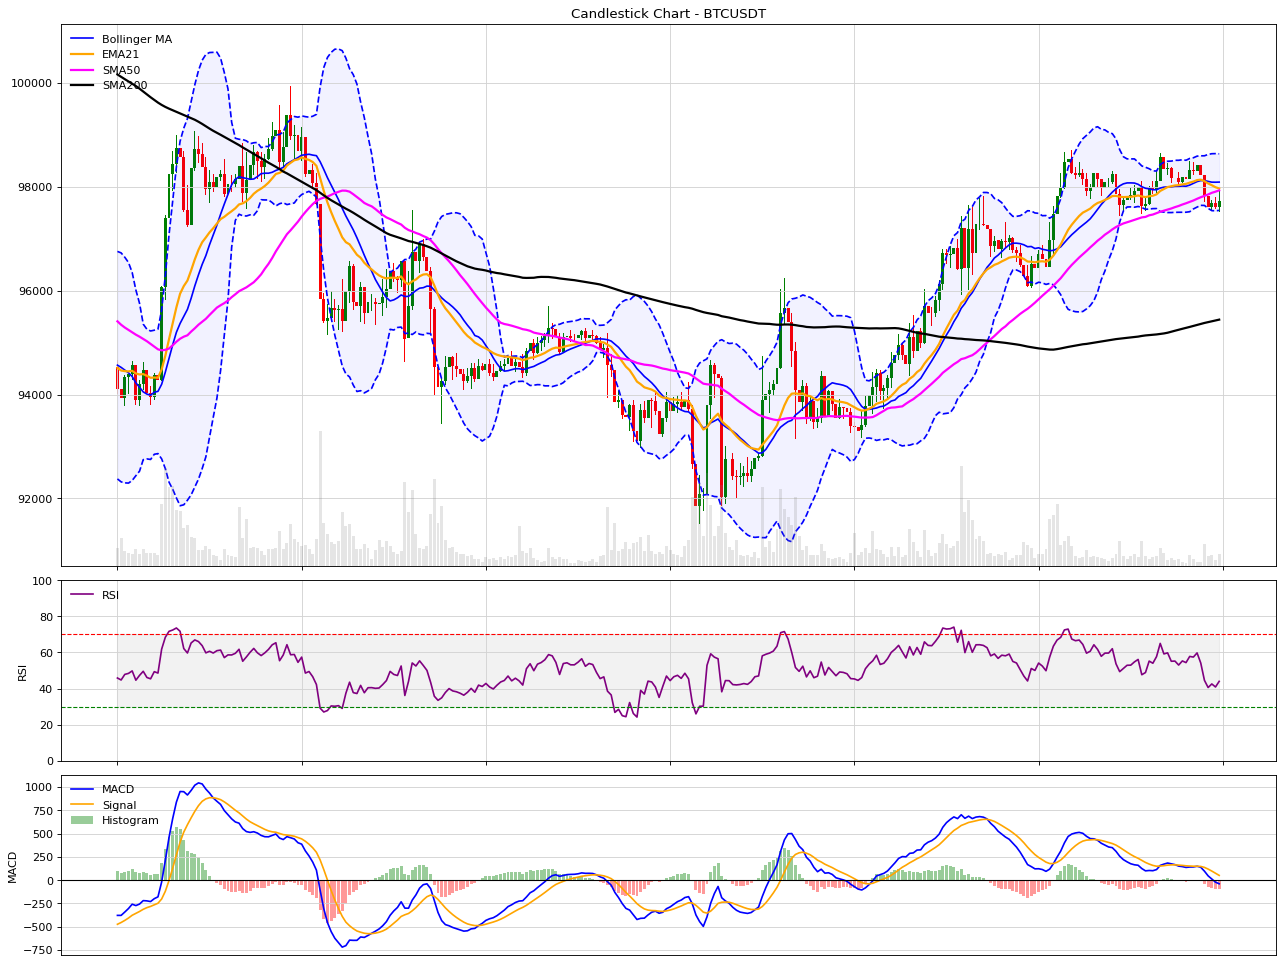 Candlestick Chart - BTCUSDT
Bollinger MA
EMA21
SMA50
SMA200
100000
98000
96000
94000
92000
RSI
100
80
60
40
20
0
RSI
MACD
Signal
Histogram
1000
750
500
250
0
−250
−500
−750
MACD